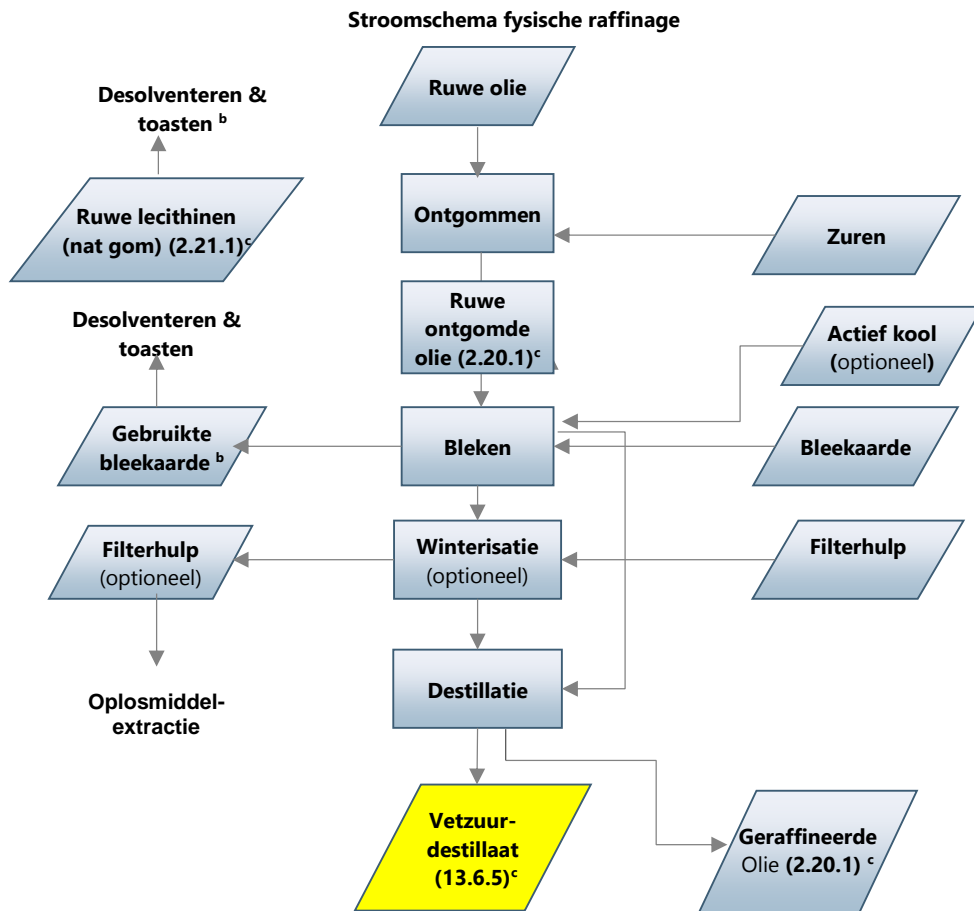 Stroomschema fysische raffinage
Ruwe olie
Desolventeren &
toasten ᵇ
Ruwe lecithinen
(nat gom) (2.21.1)ᶜ
Ontgommen
Zuren
Ruwe
ontgomde
olie (2.20.1)ᶜ
Desolventeren &
toasten
Actief kool
(optioneel)
Gebruikte
bleekaarde ᵇ
Bleken
Bleekaarde
Filterhulp
(optioneel)
Winterisatie
(optioneel)
Filterhulp
Oplosmiddel-
extractie
Destillatie
Vetzuur-
destillaat
(13.6.5)ᶜ
Geraffineerde
Olie (2.20.1) ᶜ